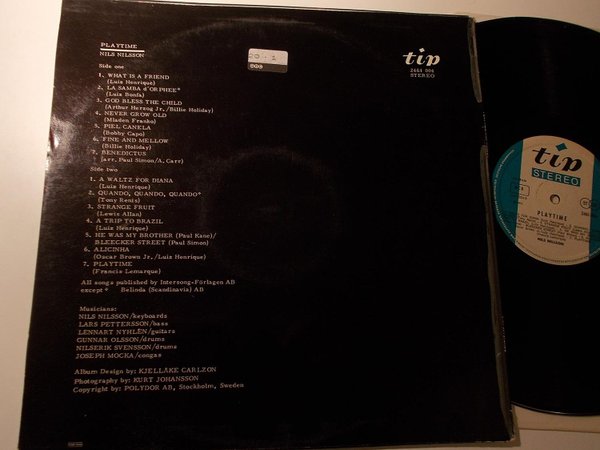 PLAYTIME
NILS NILSSON
tip
2464 006
STEREO
Side one
1. WHAT IS A FRIEND
(Luiz Henrique)
2. LA SAMBA d'ORPHEE*
(Luiz Bonfa)
3. GOD BLESS THE CHILD
(Arthur Herzog Jr./Billie Holiday)
4. NEVER GROW OLD
(Mladen Franko)
5. PIEL CANELA
(Bobby Capo)
6. FINE AND MELLOW
(Billie Holiday)
7. BENEDICTUS
(arr. Paul Simon/A. Carr)
Side two
1. A WALTZ FOR DIANA
(Luiz Henrique)
2. QUANDO, QUANDO, QUANDO*
(Tony Renis)
3. STRANGE FRUIT
(Lewis Allan)
4. A TRIP TO BRAZIL
(Luiz Henrique)
5. HE WAS MY BROTHER (Paul Kane)/
BLEECKER STREET (Paul Simon)
6. ALICINHA
(Oscar Brown Jr./Luiz Henrique)
7. PLAYTIME
(Francis Lemarque)
All songs published by Intersong-Förlagen AB
except * Belinda (Scandinavia) AB
Musicians:
NILS NILSSON/keyboards
LARS PETTERSSON/bass
LENNART NYHLÉN/guitars
GUNNAR OLSSON/drums
NILSERIK SVENSSON/drums
JOSEPH MOCKA/congas
Album Design by: KJELLÅKE CARLZON
Photography by: KURT JOHANSSON
Copyright by: POLYDOR AB, Stockholm, Sweden
tip
STEREO
PLAYTIME
NILS NILSSON